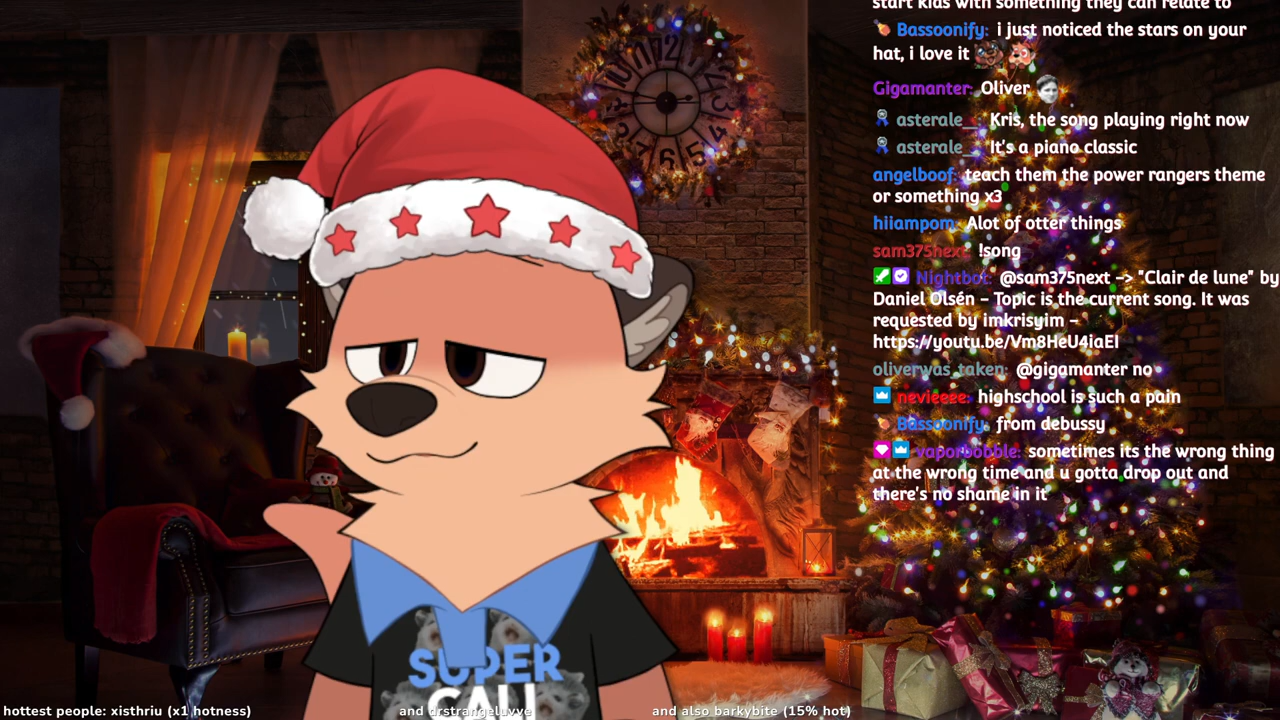 start kids with something they can relate to
Bassoonify: i just noticed the stars on your
hat, i love it
Gigamanter: Oliver
asterale__: Kris, the song playing right now
asterale__: It's a piano classic
angelboof: teach them the power rangers theme
or something x3
hiiampom: Alot of otter things
sam375next: !song
Nightbot: @sam375next -> "Clair de lune" by
Daniel Olsén - Topic is the current song. It was
requested by imkrisyim -
https://youtu.be/Vm8HeU4iaEI
oliverwas_taken: @gigamanter no
nevieeee: highschool is such a pain
Bassoonify: from debussy
vaporbobble: sometimes its the wrong thing
at the wrong time and u gotta drop out and
there's no shame in it
SUPER
hottest people: xisthriu (x1 hotness)
and drstrangeluvve
and also barkybite (15% hot)